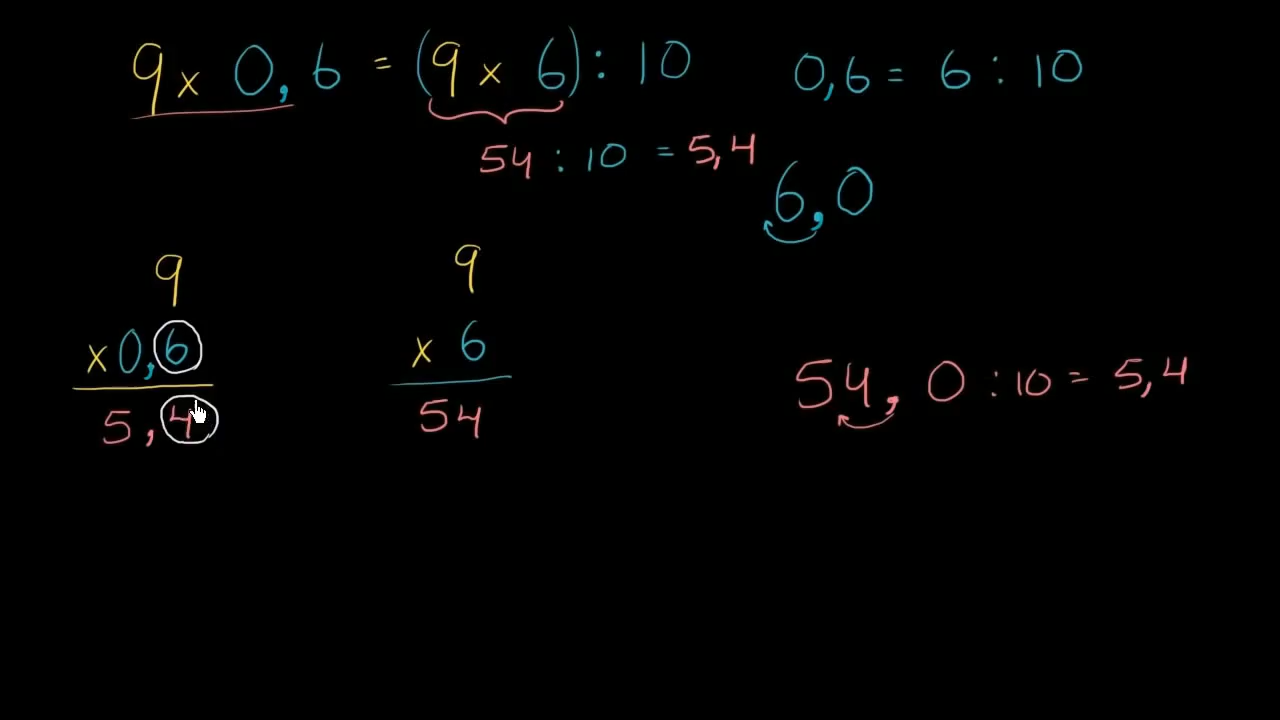 9 x 0,6 = (9 x 6) : 10
0,6 = 6 : 10
54 : 10 = 5,4
6,0
9
x 0,6
5,4
9
x 6
54
54,0 : 10 = 5,4